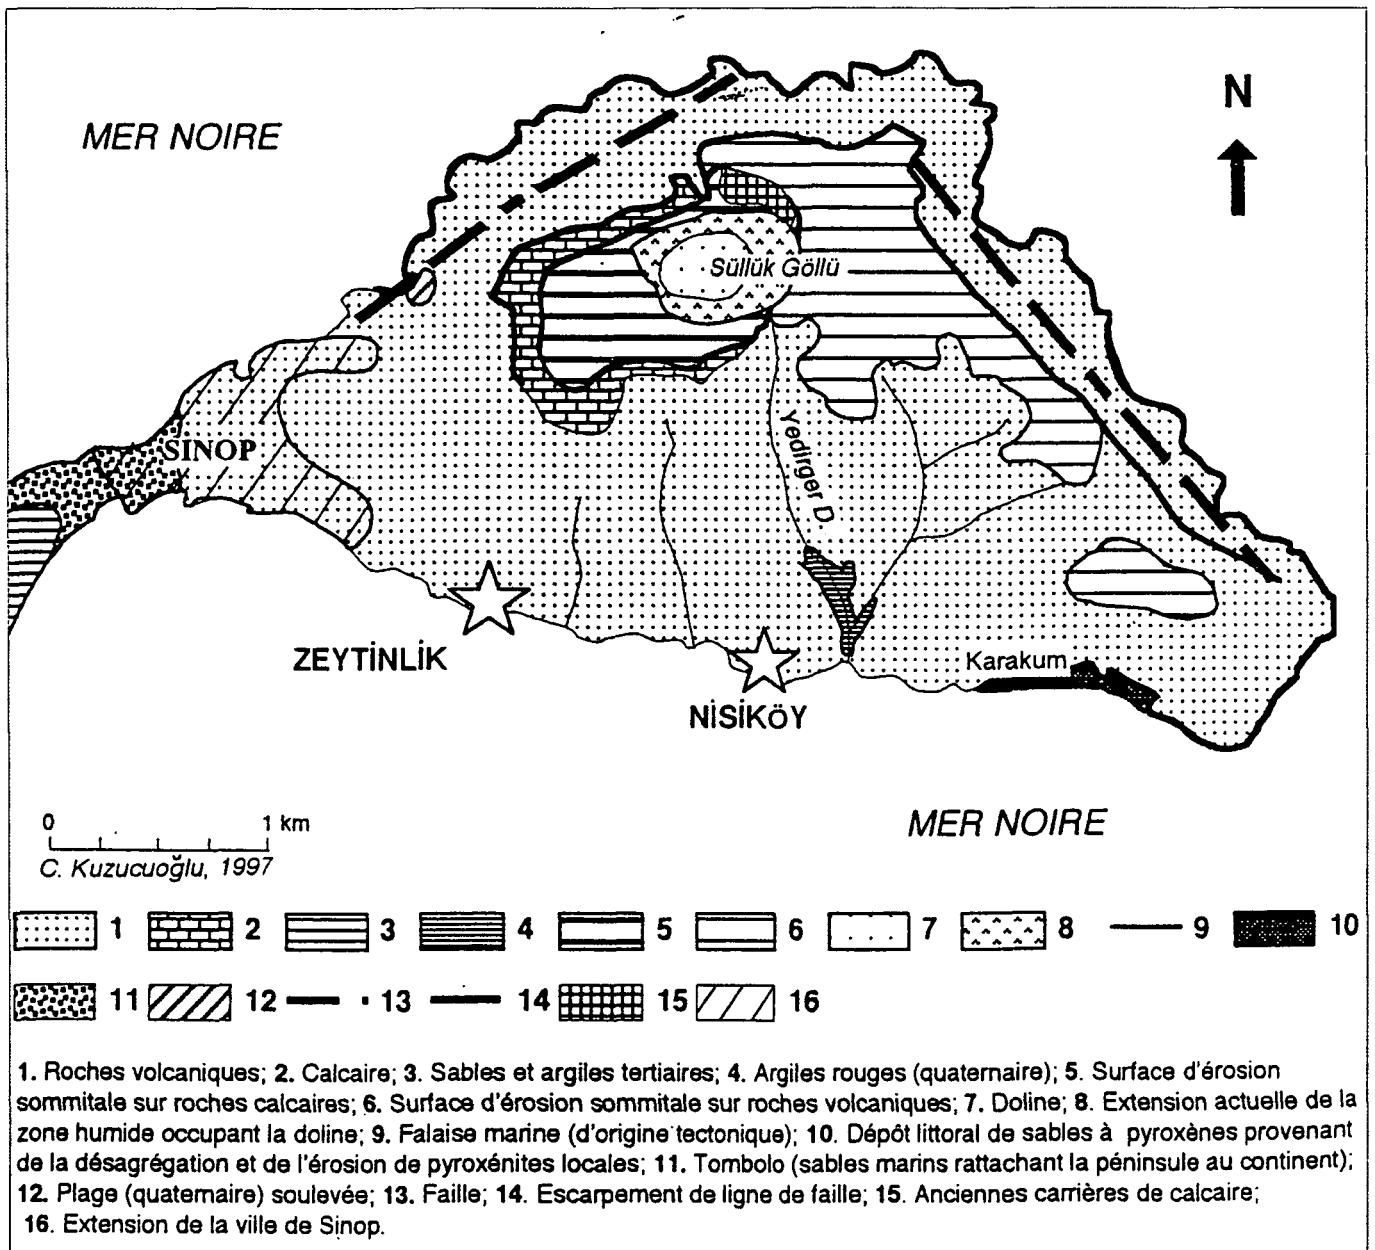 N
MER NOIRE
Süllük Göllü
Yedirger D
SINOP
ZEYTİNLİK
Karakum
NİSİKÖY
MER NOIRE
0 1 km
C. Kuzucuoğlu, 1997
1 2 3 4 5 6 7 8 9 10
11 12 13 14 15 16
1. Roches volcaniques; 2. Calcaire; 3. Sables et argiles tertiaires; 4. Argiles rouges (quaternaire); 5. Surface d'érosion
sommitale sur roches calcaires; 6. Surface d'érosion sommitale sur roches volcaniques; 7. Doline; 8. Extension actuelle de la
zone humide occupant la doline; 9. Falaise marine (d'origine tectonique); 10. Dépôt littoral de sables à pyroxènes provenant
de la désagrégation et de l'érosion de pyroxénites locales; 11. Tombolo (sables marins rattachant la péninsule au continent);
12. Plage (quaternaire) soulevée; 13. Faille; 14. Escarpement de ligne de faille; 15. Anciennes carrières de calcaire;
16. Extension de la ville de Sinop.